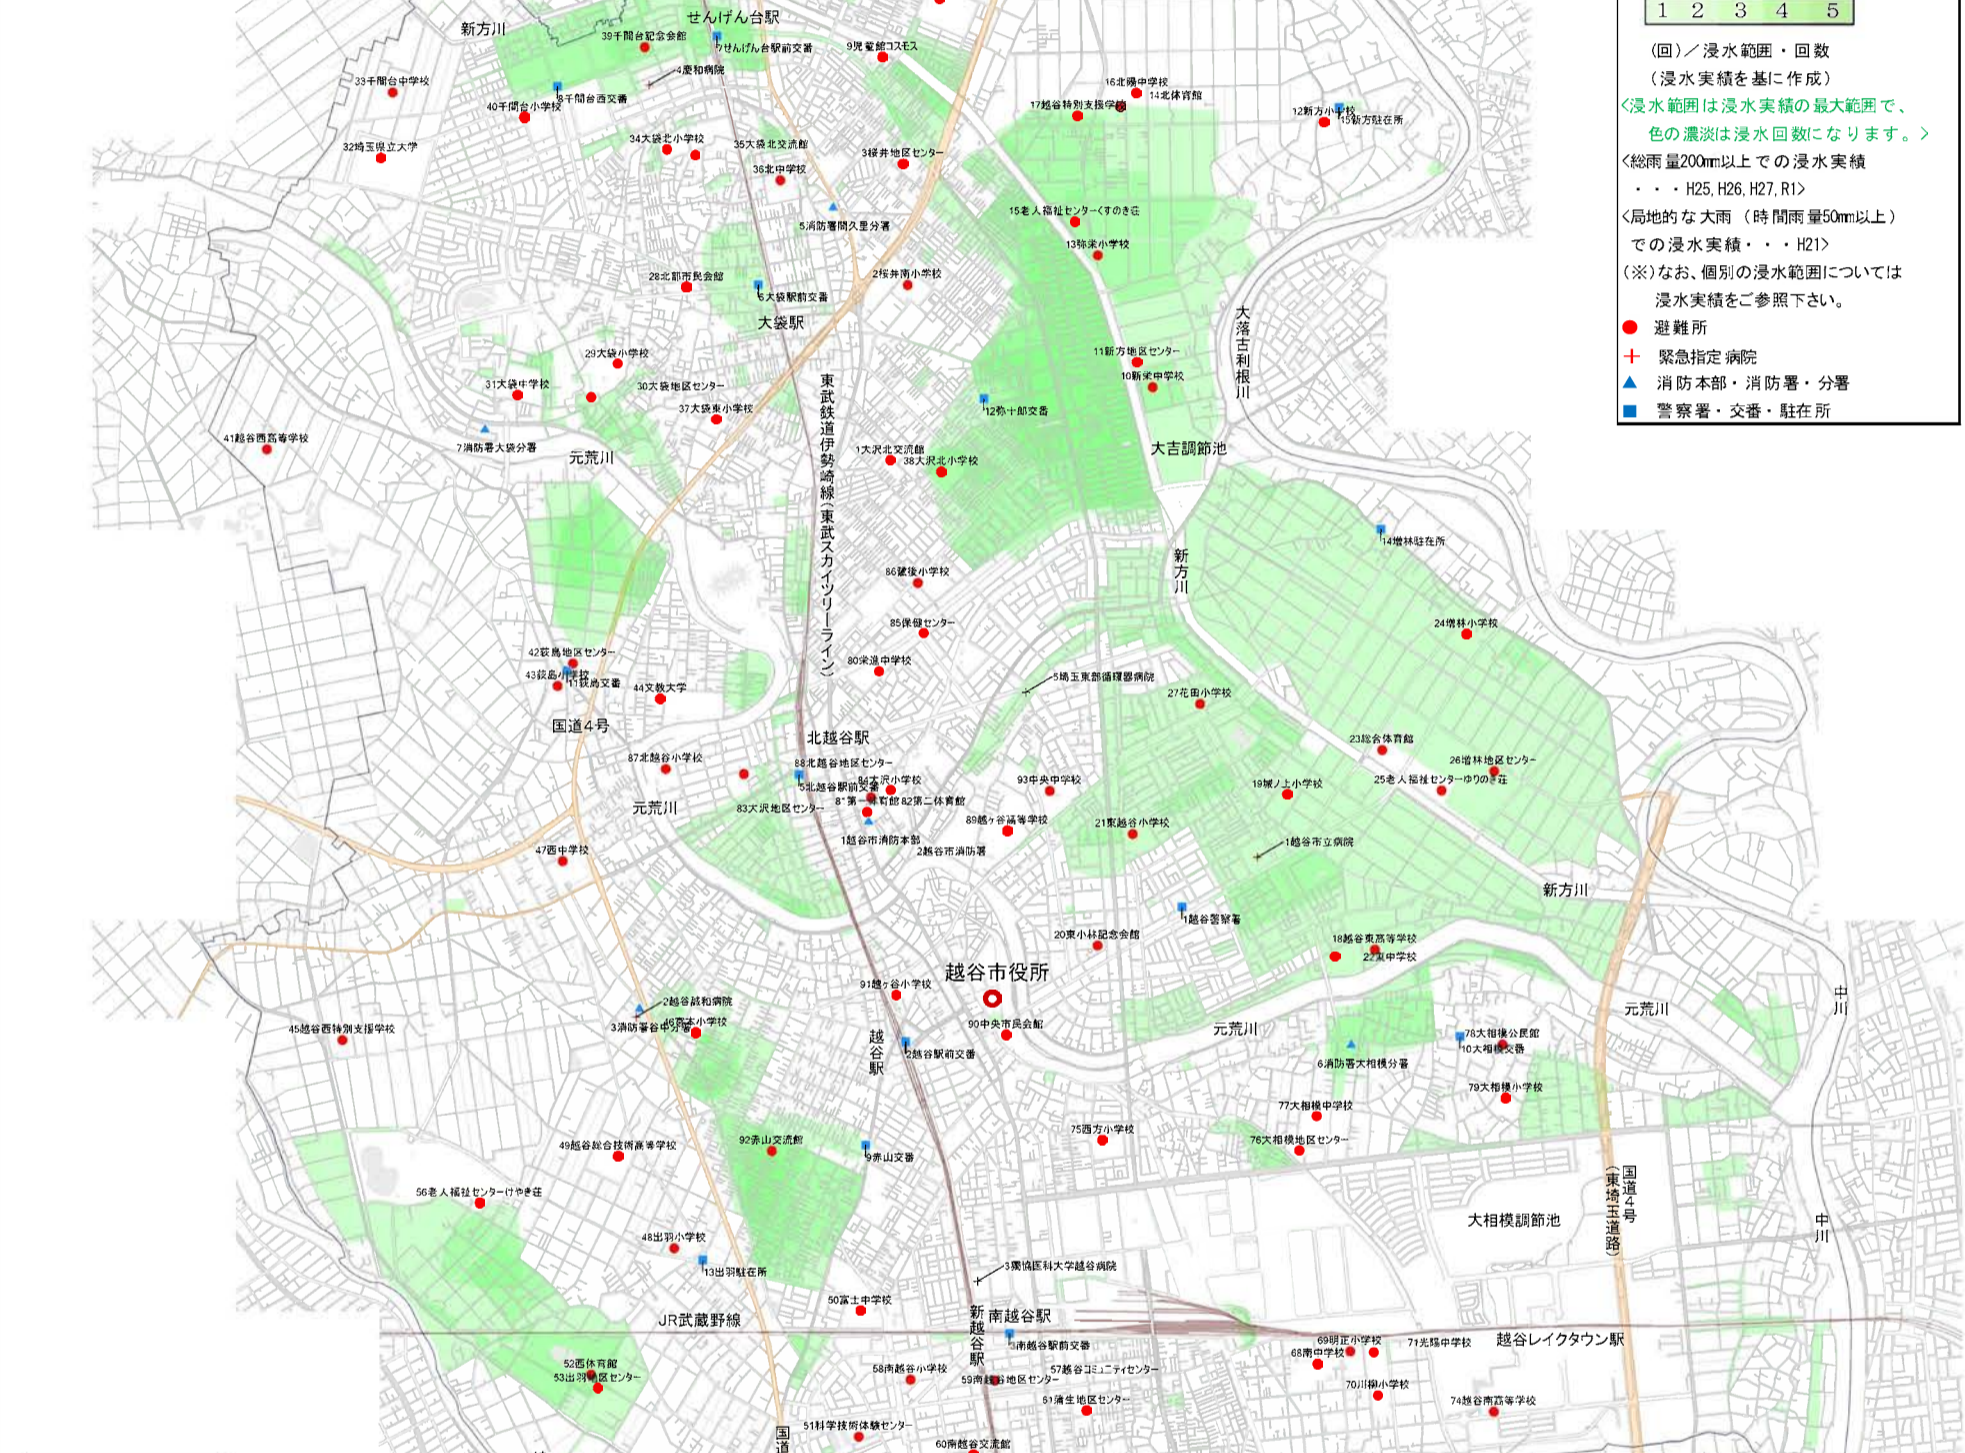 1 2 3 4 5
(回)／浸水範囲・回数
(浸水実績を基に作成)
<浸水範囲は浸水実績の最大範囲で、
色の濃淡は浸水回数になります。>
<総雨量200mm以上での浸水実績
・・・H25,H26,H27,R1>
<局地的な大雨（時間雨量50mm以上）
での浸水実績・・・H21>
(※)なお、個別の浸水範囲については
浸水実績をご参照下さい。
避難所
緊急指定病院
消防本部・消防署・分署
警察署・交番・駐在所
せんげん台駅
新方川
39千間台記念会館
7せんげん台駅前交番
9児童館コスモス
4慶和病院
33千間台中学校
8千間台西交番
40千間台小学校
16北陽中学校
14北体育館
17越谷特別支援学校
12新方小学校
15新方駐在所
32埼玉県立大学
34大袋北小学校
35大袋北交流館
36北中学校
3桜井地区センター
5消防署間久里分署
15老人福祉センターくすのき荘
13弥栄小学校
28北部市民会館
6大袋駅前交番
2桜井南小学校
大袋駅
大落古利根川
29大袋小学校
31大袋中学校
30大袋地区センター
37大袋東小学校
11新方地区センター
10新栄中学校
12弥十郎交番
東武鉄道伊勢崎線(東武スカイツリーライン)
41越谷西高等学校
7消防署大袋分署
元荒川
1大沢北交流館
38大沢北小学校
大吉調節池
14増林駐在所
新方川
86鷺後小学校
85保健センター
24増林小学校
42荻島地区センター
43荻島小学校
11荻島交番
44文教大学
80栄進中学校
5埼玉東部循環器病院
27花田小学校
国道4号
北越谷駅
23総合体育館
26増林地区センター
25老人福祉センターゆりのき荘
87北越谷小学校
88北越谷地区センター
5北越谷駅前交番
84大沢小学校
81第一体育館
82第二体育館
83大沢地区センター
93中央中学校
19城ノ上小学校
元荒川
89越ヶ谷高等学校
21東越谷小学校
1越谷市消防本部
2越谷市消防署
1越谷市立病院
47西中学校
新方川
1越谷警察署
20東小林記念会館
18越谷東高等学校
22東中学校
越谷市役所
91越ヶ谷小学校
90中央市民会館
2越谷誠和病院
3消防署谷中分署
46宮本小学校
45越谷西特別支援学校
越谷駅
2越谷駅前交番
元荒川
元荒川
中川
78大相模公民館
10大相模交番
6消防署大相模分署
79大相模小学校
77大相模中学校
76大相模地区センター
75西方小学校
92赤山交流館
9赤山交番
49越谷総合技術高等学校
56老人福祉センターけやき荘
48出羽小学校
13出羽駐在所
国道4号
(東埼玉道路)
大相模調節池
中川
3獨協医科大学越谷病院
50富士中学校
JR武蔵野線
新越谷駅
南越谷駅
3南越谷駅前交番
越谷レイクタウン駅
69明正小学校
71光陽中学校
68南中学校
70川柳小学校
74越谷南高等学校
52西体育館
53出羽地区センター
58南越谷小学校
59南越谷地区センター
57越谷コミュニティセンター
61蒲生地区センター
51科学技術体験センター
60南越谷交流館
国道